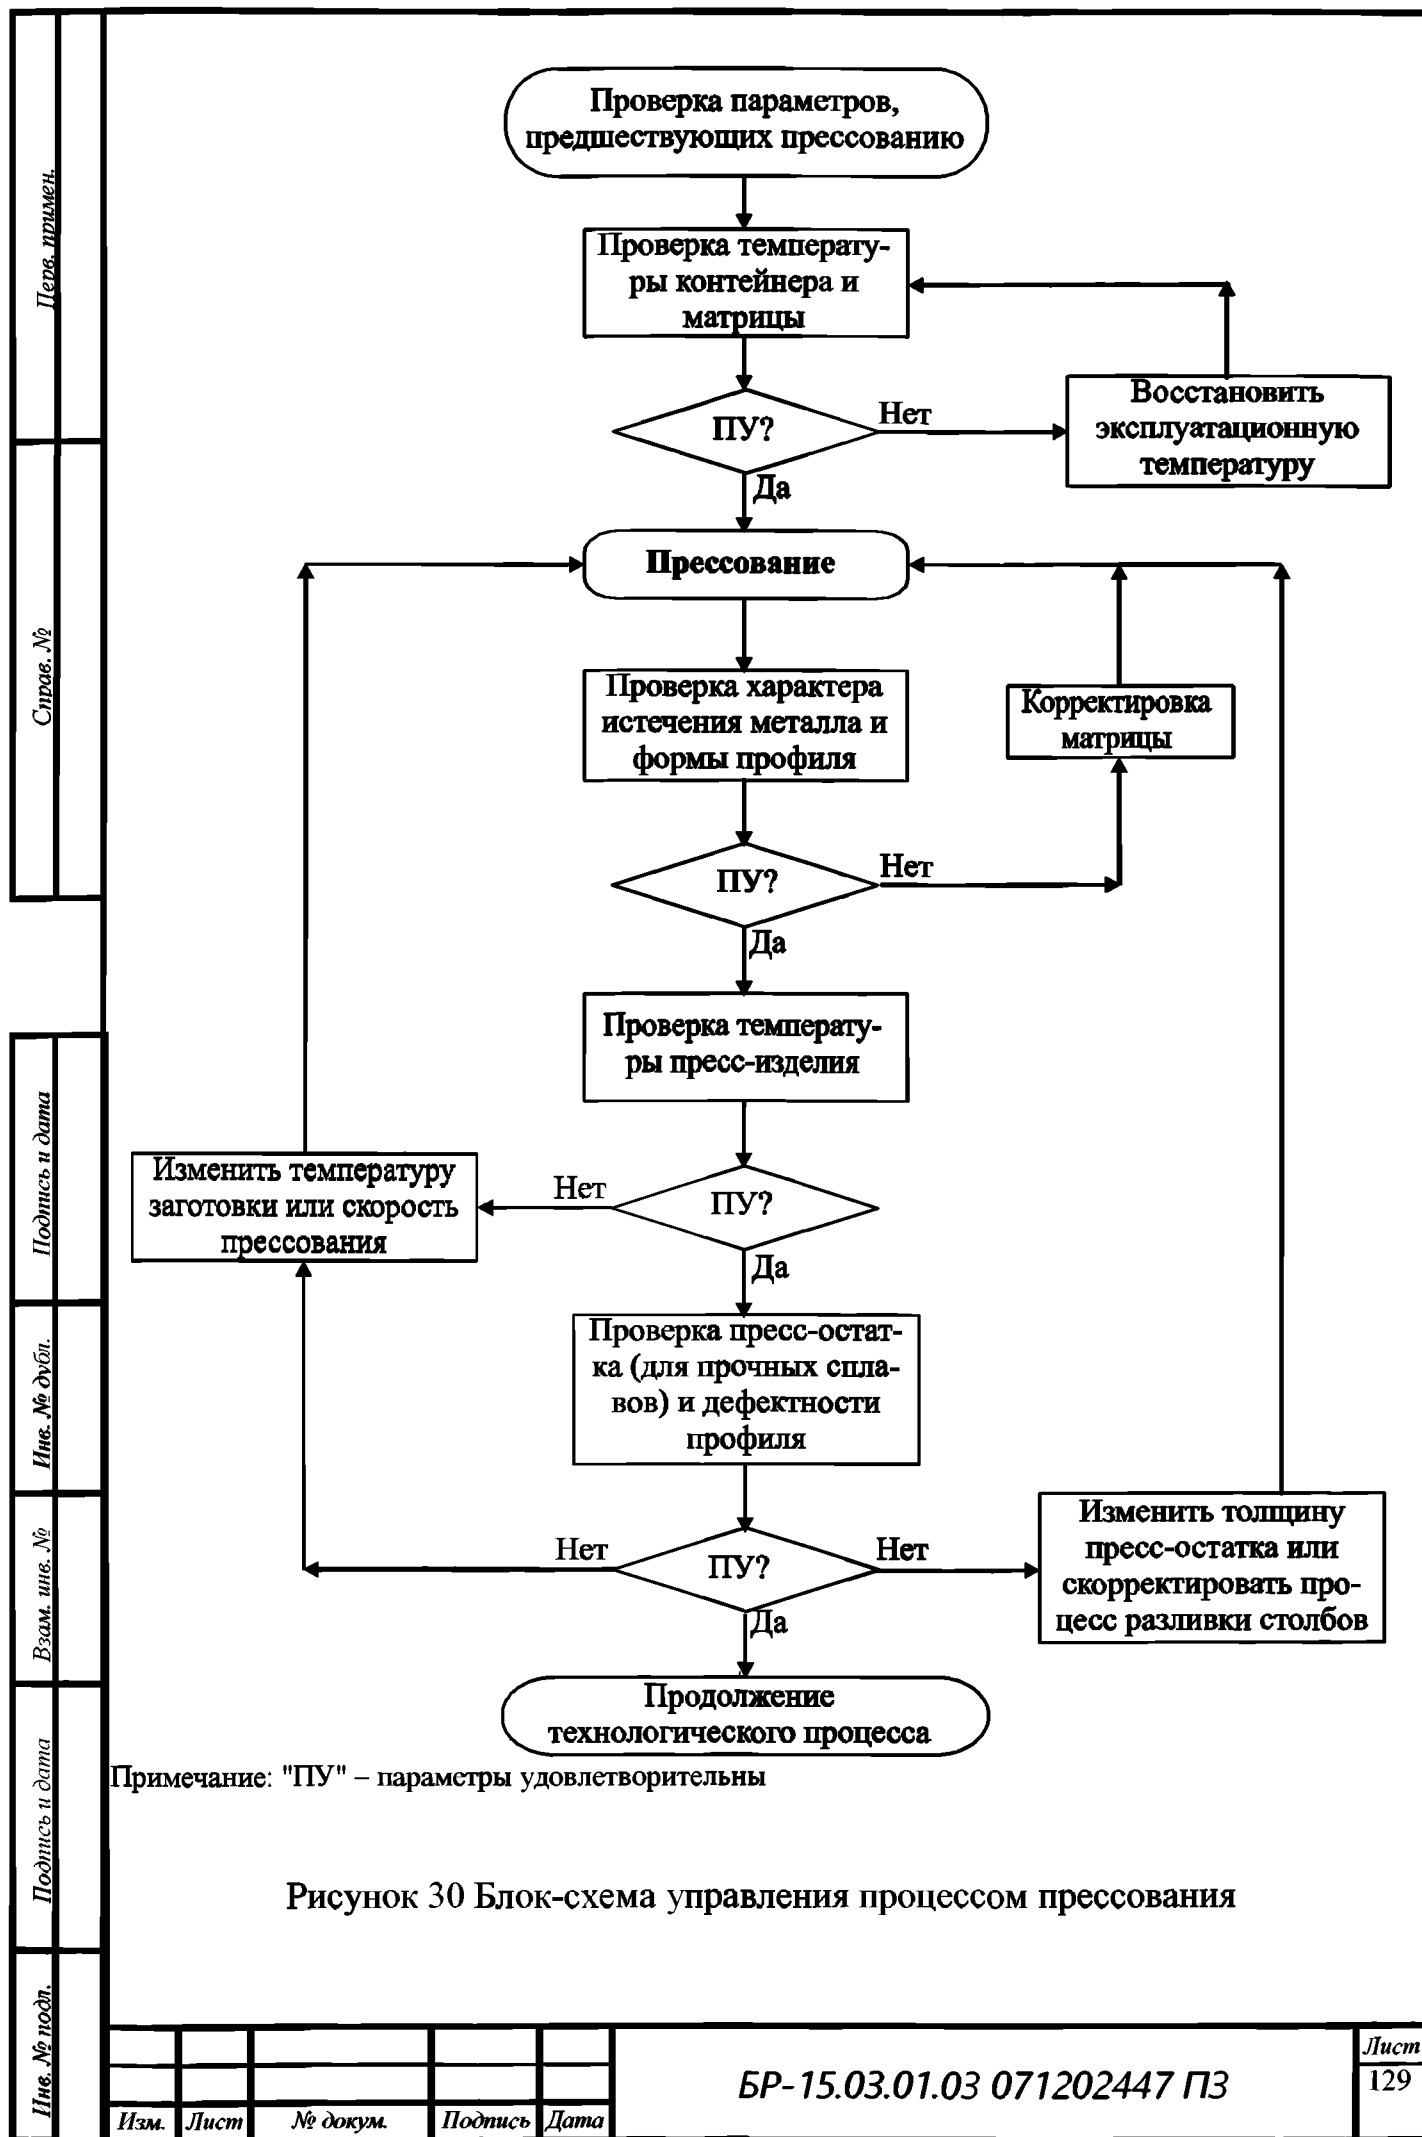 Проверка параметров,
предшествующих прессованию
Проверка температу-
ры контейнера и
матрицы
ПУ?
Нет
Восстановить
эксплуатационную
температуру
Да
Прессование
Проверка характера
истечения металла и
формы профиля
Корректировка
матрицы
ПУ?
Нет
Да
Проверка температу-
ры пресс-изделия
Изменить температуру
заготовки или скорость
прессования
Нет
ПУ?
Да
Проверка пресс-остат-
ка (для прочных спла-
вов) и дефектности
профиля
Нет
ПУ?
Нет
Изменить толщину
пресс-остатка или
скорректировать про-
цесс разливки столбов
Да
Продолжение
технологического процесса
Примечание: "ПУ" – параметры удовлетворительны
Рисунок 30 Блок-схема управления процессом прессования
Перв. примен.
Справ. №
Подпись и дата
Инв. № дубл.
Взам. инв. №
Подпись и дата
Инв. № подл.
Изм.
Лист
№ докум.
Подпись
Дата
БР-15.03.01.03 071202447 ПЗ
Лист
129